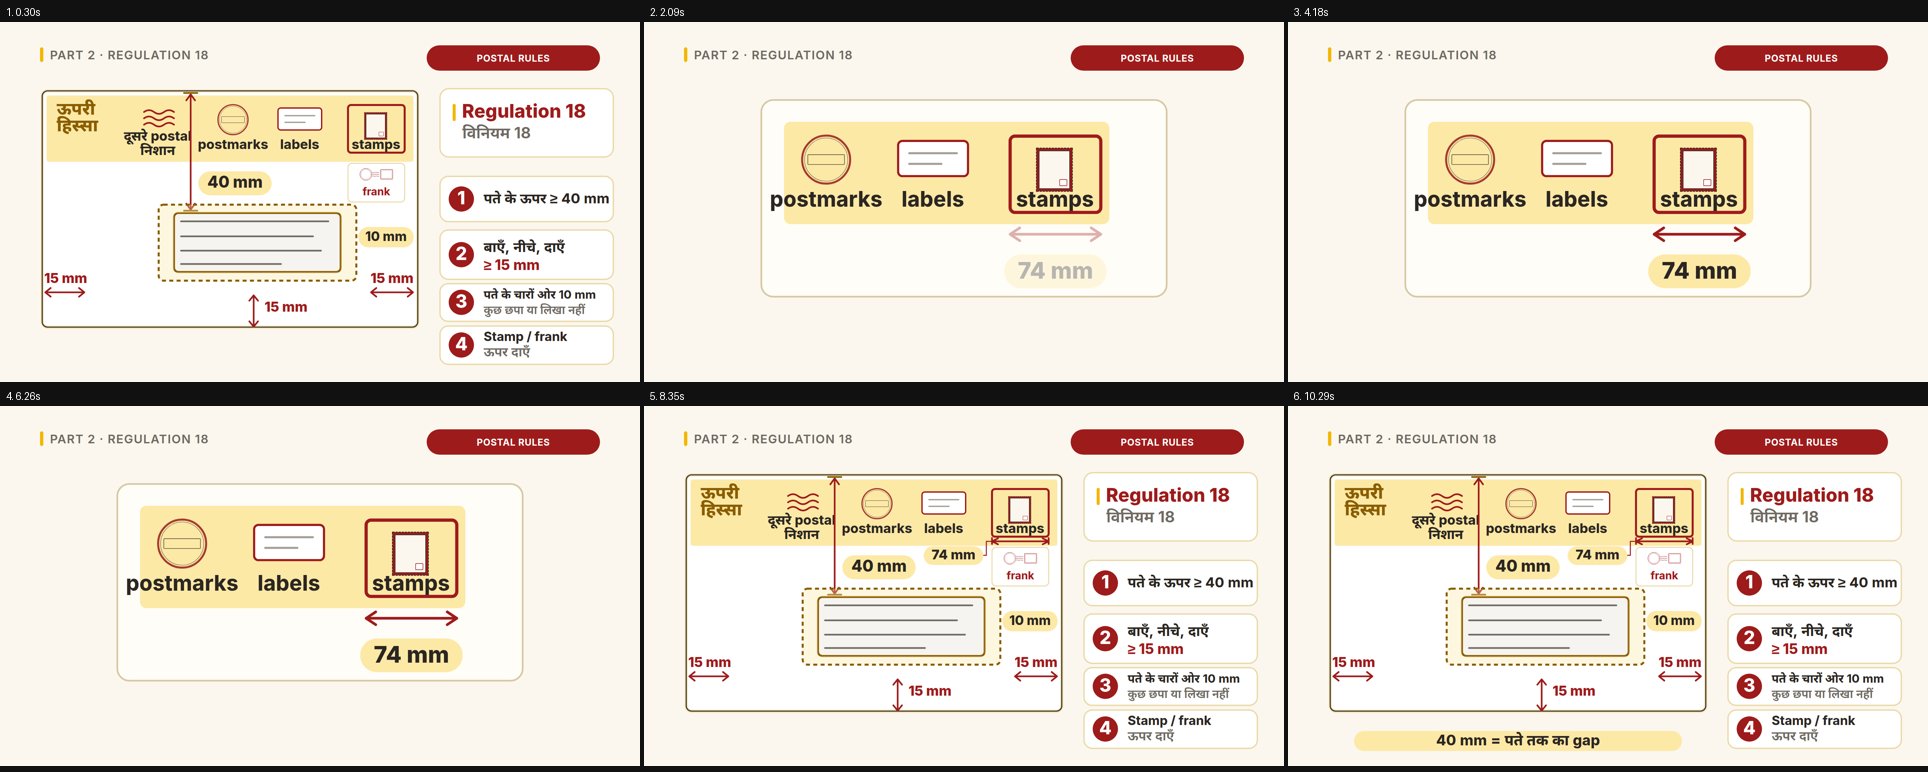 1. 0.30s
PART 2 · REGULATION 18
POSTAL RULES
ऊपरी
हिस्सा
दूसरे postal
निशान
postmarks
labels
stamps
frank
40 mm
10 mm
15 mm
15 mm
15 mm
Regulation 18
विनियम 18
1 पते के ऊपर ≥ 40 mm
2 बाएँ, नीचे, दाएँ
≥ 15 mm
3 पते के चारों ओर 10 mm
कुछ छपा या लिखा नहीं
4 Stamp / frank
ऊपर दाएँ
2. 2.09s
PART 2 · REGULATION 18
POSTAL RULES
postmarks
labels
stamps
74 mm
3. 4.18s
PART 2 · REGULATION 18
POSTAL RULES
postmarks
labels
stamps
74 mm
4. 6.26s
PART 2 · REGULATION 18
POSTAL RULES
postmarks
labels
stamps
74 mm
5. 8.35s
PART 2 · REGULATION 18
POSTAL RULES
ऊपरी
हिस्सा
दूसरे postal
निशान
postmarks
labels
stamps
74 mm
frank
40 mm
10 mm
15 mm
15 mm
15 mm
Regulation 18
विनियम 18
1 पते के ऊपर ≥ 40 mm
2 बाएँ, नीचे, दाएँ
≥ 15 mm
3 पते के चारों ओर 10 mm
कुछ छपा या लिखा नहीं
4 Stamp / frank
ऊपर दाएँ
6. 10.29s
PART 2 · REGULATION 18
POSTAL RULES
ऊपरी
हिस्सा
दूसरे postal
निशान
postmarks
labels
stamps
74 mm
frank
40 mm
10 mm
15 mm
15 mm
15 mm
40 mm = पते तक का gap
Regulation 18
विनियम 18
1 पते के ऊपर ≥ 40 mm
2 बाएँ, नीचे, दाएँ
≥ 15 mm
3 पते के चारों ओर 10 mm
कुछ छपा या लिखा नहीं
4 Stamp / frank
ऊपर दाएँ